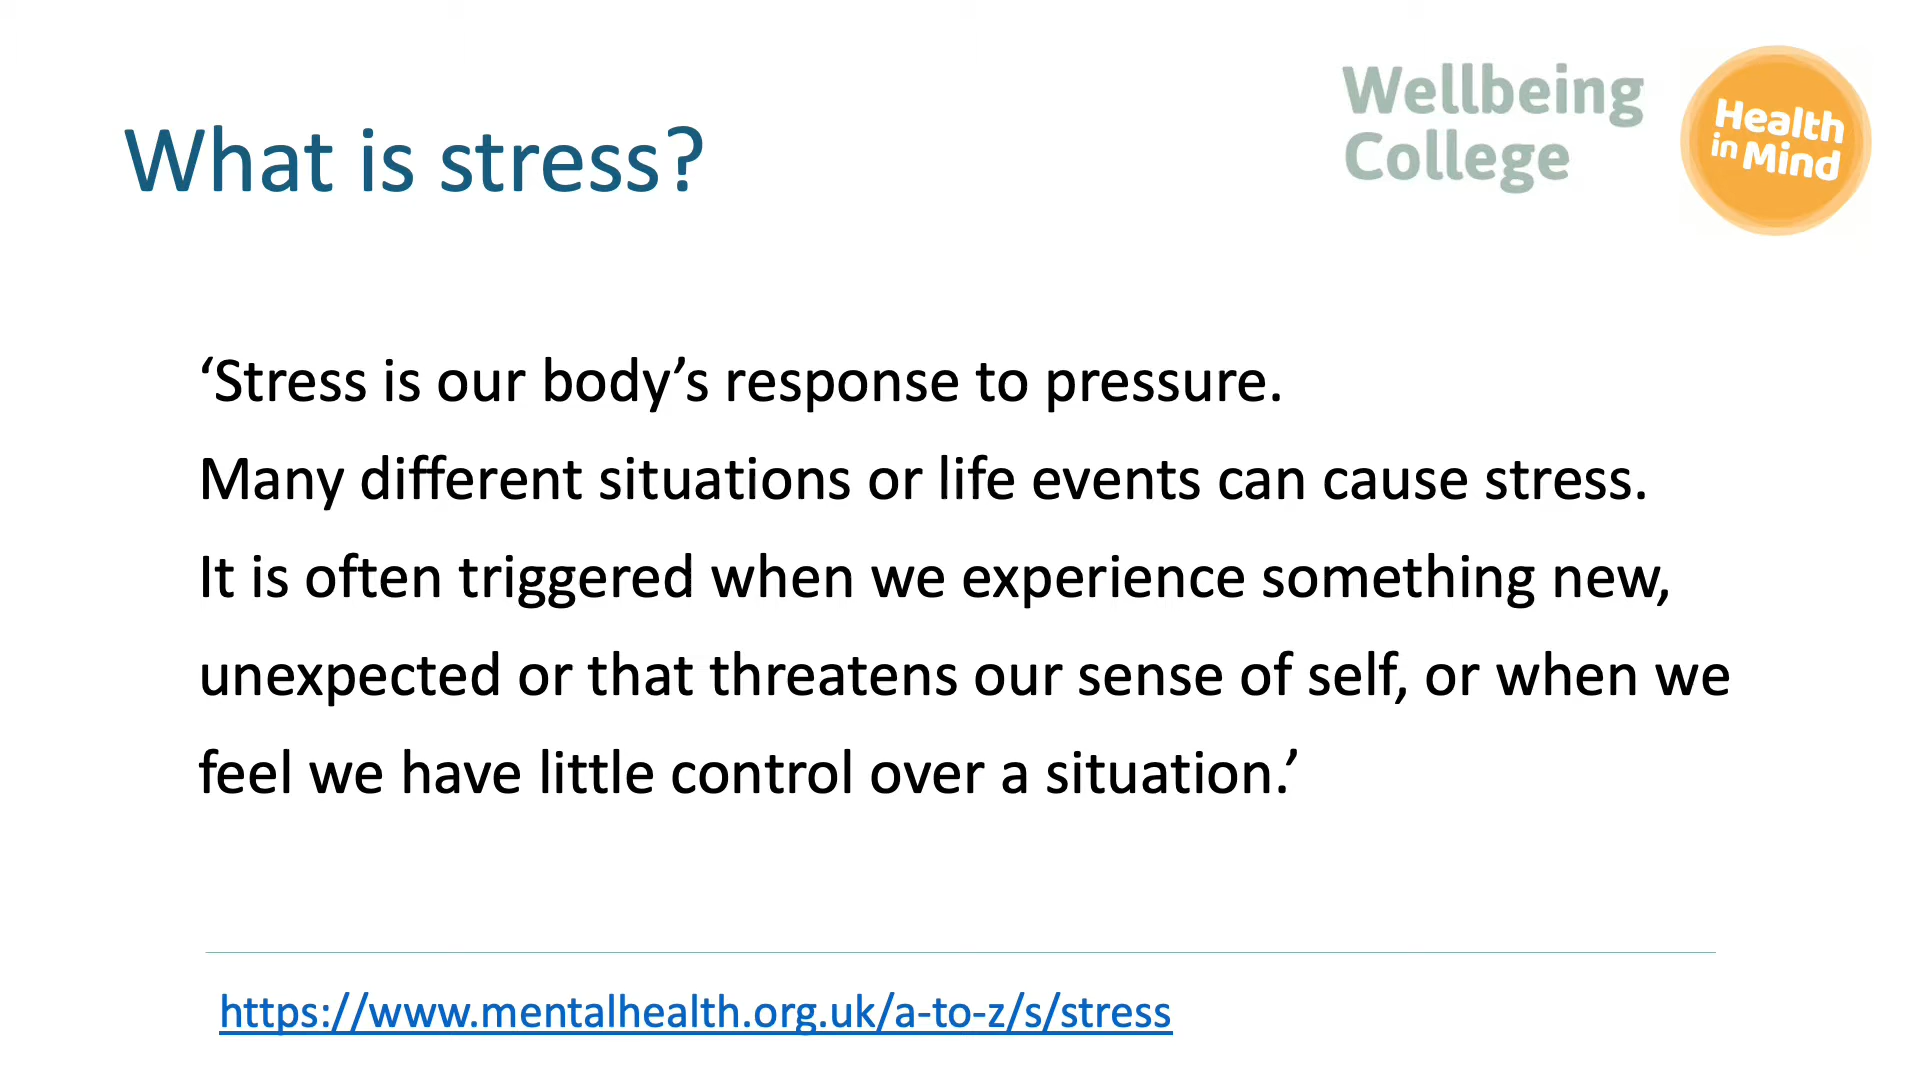 What is stress?
Wellbeing
College
Health
in Mind
‘Stress is our body’s response to pressure.
Many different situations or life events can cause stress.
It is often triggered when we experience something new,
unexpected or that threatens our sense of self, or when we
feel we have little control over a situation.’
https://www.mentalhealth.org.uk/a-to-z/s/stress